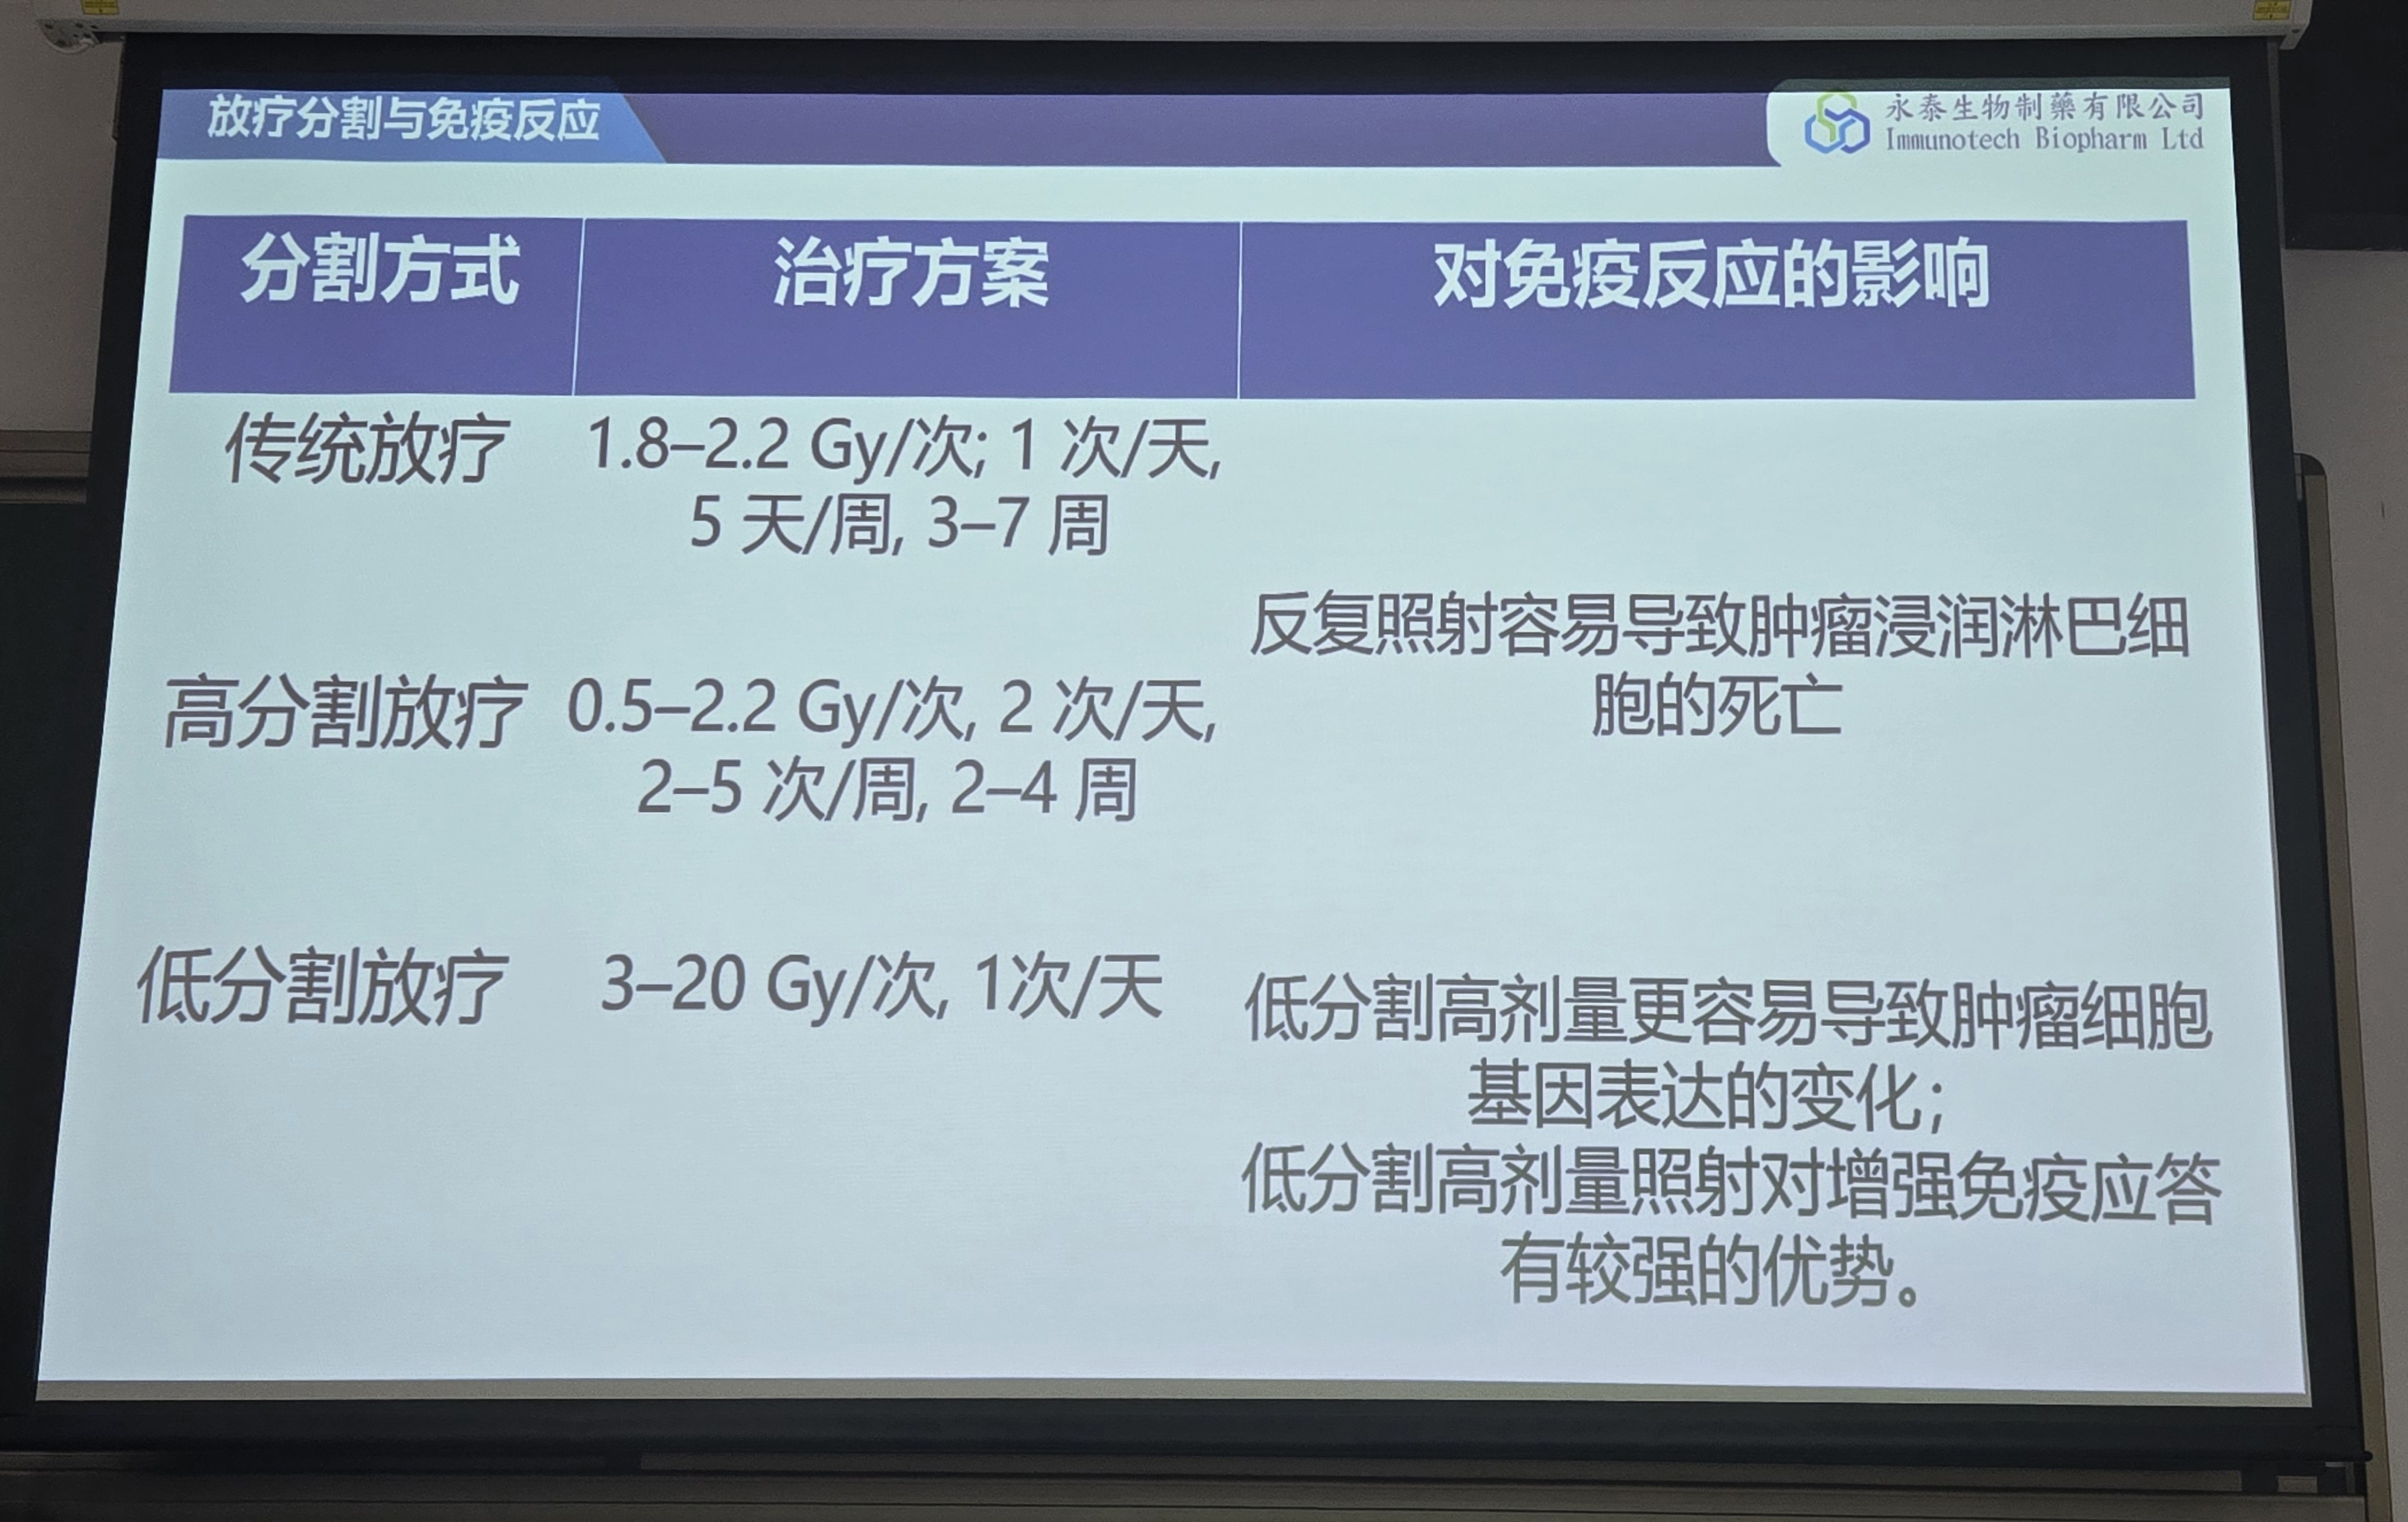 放疗分割与免疫反应
永泰生物制藥有限公司
Immunotech Biopharm Ltd
分割方式
治疗方案
对免疫反应的影响
传统放疗
1.8–2.2 Gy/次; 1 次/天,
5 天/周, 3–7 周
反复照射容易导致肿瘤浸润淋巴细
胞的死亡
高分割放疗
0.5–2.2 Gy/次, 2 次/天,
2–5 次/周, 2–4 周
低分割放疗
3–20 Gy/次, 1次/天
低分割高剂量更容易导致肿瘤细胞
基因表达的变化；
低分割高剂量照射对增强免疫应答
有较强的优势。